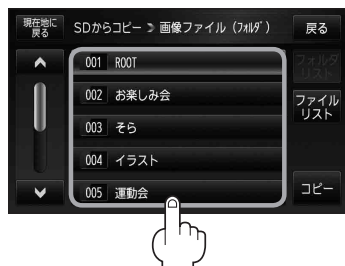 現在地に
戻る
SDからコピー 画像ファイル（ﾌｫﾙﾀﾞ）
戻る
001 ROOT
002 お楽しみ会
003 そら
004 イラスト
005 運動会
フォルダ
リスト
ファイル
リスト
コピー